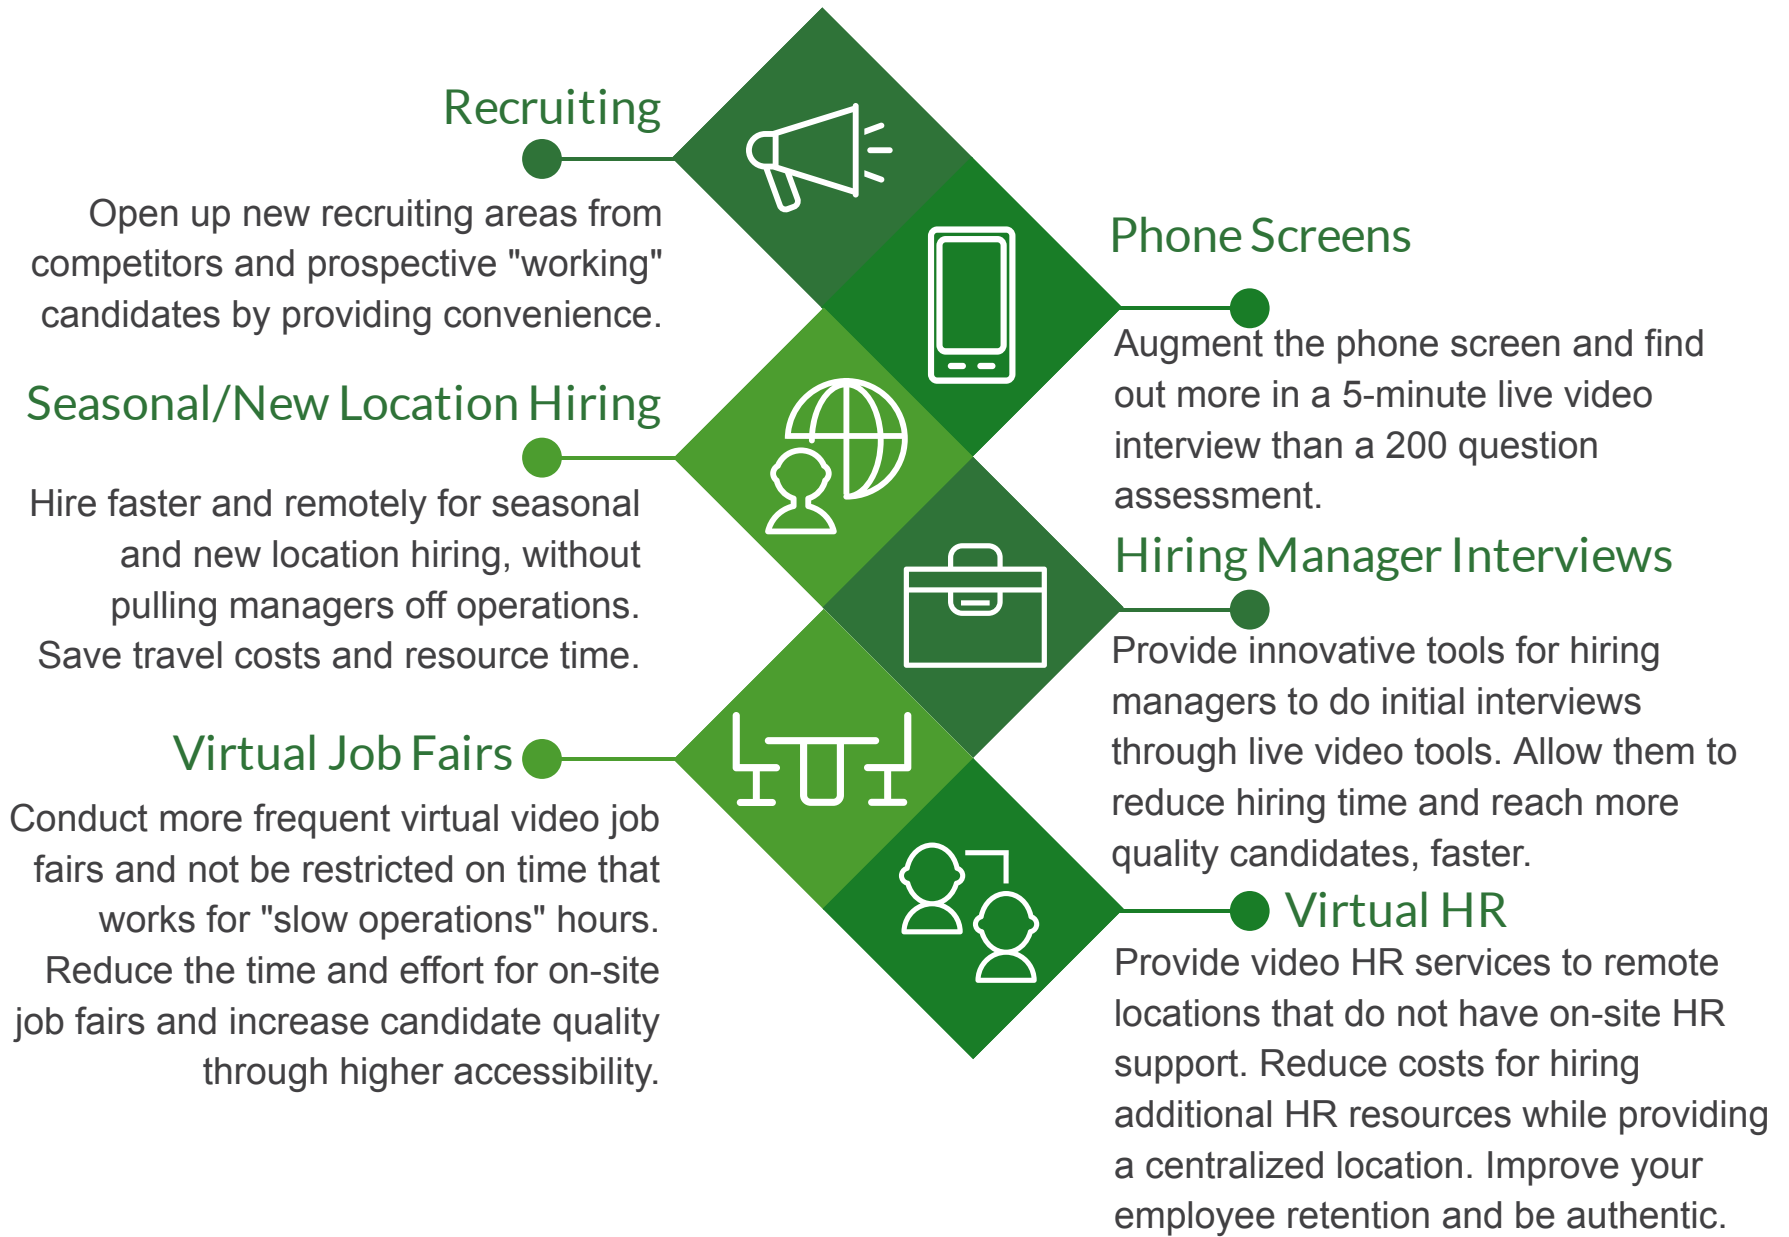 Recruiting
Open up new recruiting areas from
competitors and prospective "working"
candidates by providing convenience.
Phone Screens
Augment the phone screen and find
out more in a 5-minute live video
interview than a 200 question
assessment.
Seasonal/New Location Hiring
Hire faster and remotely for seasonal
and new location hiring, without
pulling managers off operations.
Save travel costs and resource time.
Hiring Manager Interviews
Provide innovative tools for hiring
managers to do initial interviews
through live video tools. Allow them to
reduce hiring time and reach more
quality candidates, faster.
Virtual Job Fairs
Conduct more frequent virtual video job
fairs and not be restricted on time that
works for "slow operations" hours.
Reduce the time and effort for on-site
job fairs and increase candidate quality
through higher accessibility.
Virtual HR
Provide video HR services to remote
locations that do not have on-site HR
support. Reduce costs for hiring
additional HR resources while providing
a centralized location. Improve your
employee retention and be authentic.